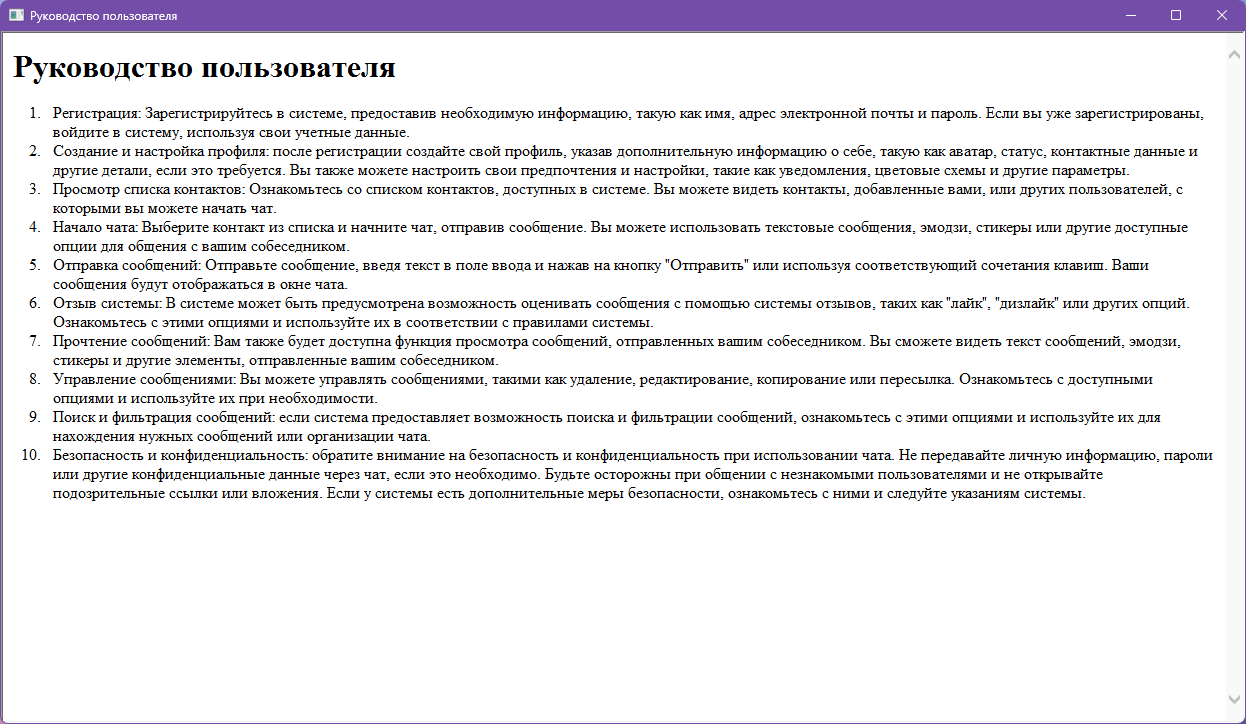 Руководство пользователя
Руководство пользователя
1. Регистрация: Зарегистрируйтесь в системе, предоставив необходимую информацию, такую как имя, адрес электронной почты и пароль. Если вы уже зарегистрированы,
войдите в систему, используя свои учетные данные.
2. Создание и настройка профиля: после регистрации создайте свой профиль, указав дополнительную информацию о себе, такую как аватар, статус, контактные данные и
другие детали, если это требуется. Вы также можете настроить свои предпочтения и настройки, такие как уведомления, цветовые схемы и другие параметры.
3. Просмотр списка контактов: Ознакомьтесь со списком контактов, доступных в системе. Вы можете видеть контакты, добавленные вами, или других пользователей, с
которыми вы можете начать чат.
4. Начало чата: Выберите контакт из списка и начните чат, отправив сообщение. Вы можете использовать текстовые сообщения, эмодзи, стикеры или другие доступные
опции для общения с вашим собеседником.
5. Отправка сообщений: Отправьте сообщение, введя текст в поле ввода и нажав на кнопку "Отправить" или используя соответствующий сочетания клавиш. Ваши
сообщения будут отображаться в окне чата.
6. Отзыв системы: В системе может быть предусмотрена возможность оценивать сообщения с помощью системы отзывов, таких как "лайк", "дизлайк" или других опций.
Ознакомьтесь с этими опциями и используйте их в соответствии с правилами системы.
7. Прочтение сообщений: Вам также будет доступна функция просмотра сообщений, отправленных вашим собеседником. Вы сможете видеть текст сообщений, эмодзи,
стикеры и другие элементы, отправленные вашим собеседником.
8. Управление сообщениями: Вы можете управлять сообщениями, такими как удаление, редактирование, копирование или пересылка. Ознакомьтесь с доступными
опциями и используйте их при необходимости.
9. Поиск и фильтрация сообщений: если система предоставляет возможность поиска и фильтрации сообщений, ознакомьтесь с этими опциями и используйте их для
нахождения нужных сообщений или организации чата.
10. Безопасность и конфиденциальность: обратите внимание на безопасность и конфиденциальность при использовании чата. Не передавайте личную информацию, пароли
или другие конфиденциальные данные через чат, если это необходимо. Будьте осторожны при общении с незнакомыми пользователями и не открывайте
подозрительные ссылки или вложения. Если у системы есть дополнительные меры безопасности, ознакомьтесь с ними и следуйте указаниям системы.